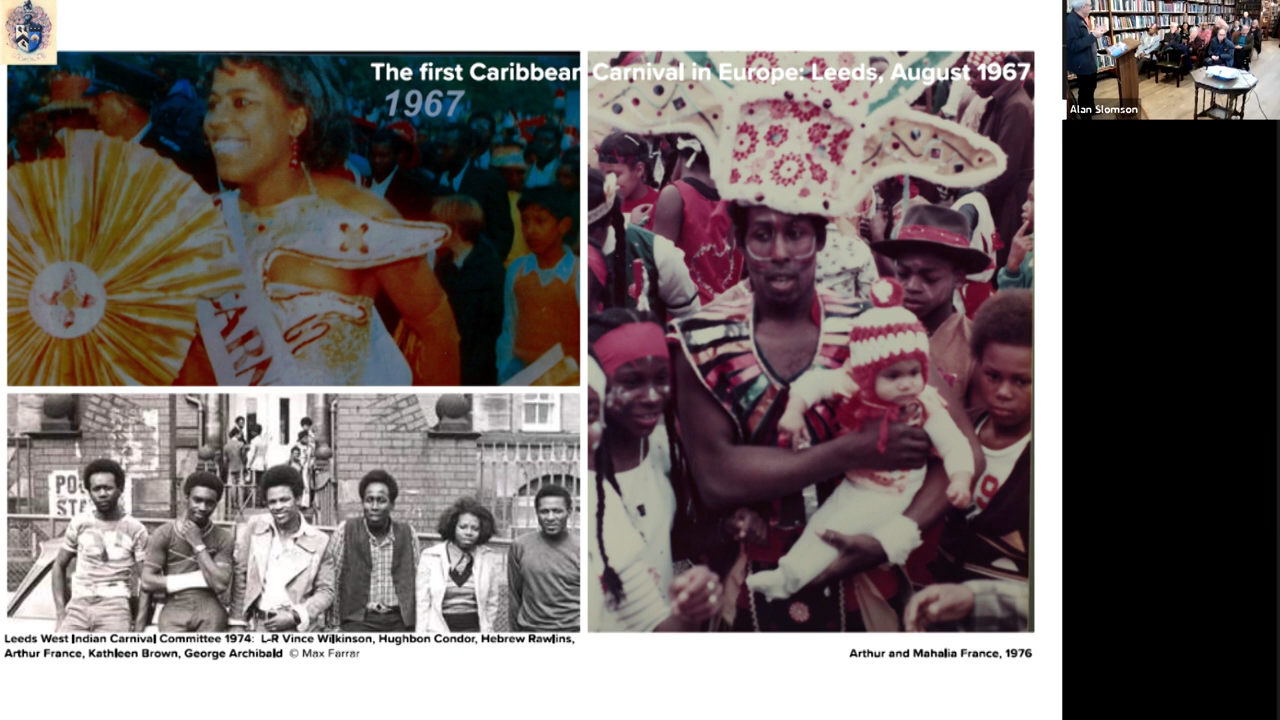 The first Caribbean Carnival in Europe: Leeds, August 1967
1967
CARN
Leeds West Indian Carnival Committee 1974: L-R Vince Wilkinson, Hughbon Condor, Hebrew Rawlins,
Arthur France, Kathleen Brown, George Archibald © Max Farrar
Arthur and Mahalia France, 1976
Alan Slomson